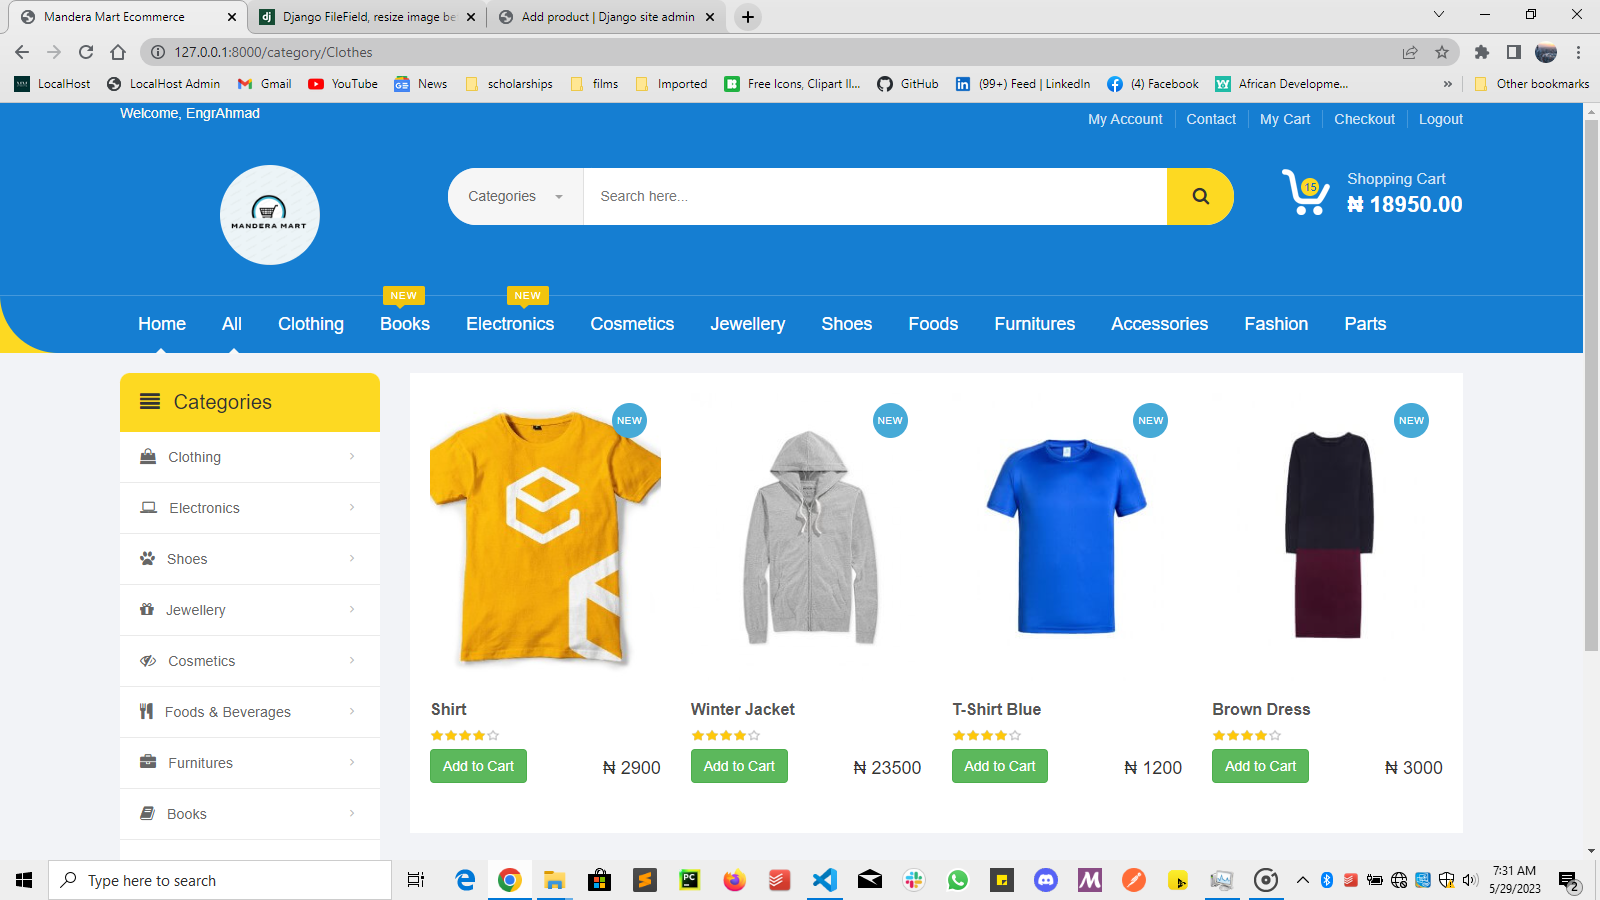 Mandera Mart Ecommerce
Django FileField, resize image be
Add product | Django site admin
127.0.0.1:8000/category/Clothes
LocalHost
LocalHost Admin
Gmail
YouTube
News
scholarships
films
Imported
Free Icons, Clipart Il...
GitHub
(99+) Feed | LinkedIn
(4) Facebook
African Developme...
»
Other bookmarks
Welcome, EngrAhmad
My Account
Contact
My Cart
Checkout
Logout
MANDERA MART
Categories
Search here...
15
Shopping Cart
₦ 18950.00
NEW
NEW
Home
All
Clothing
Books
Electronics
Cosmetics
Jewellery
Shoes
Foods
Furnitures
Accessories
Fashion
Parts
Categories
Clothing
Electronics
Shoes
Jewellery
Cosmetics
Foods & Beverages
Furnitures
Books
NEW
NEW
NEW
NEW
Shirt
Add to Cart
₦ 2900
Winter Jacket
Add to Cart
₦ 23500
T-Shirt Blue
Add to Cart
₦ 1200
Brown Dress
Add to Cart
₦ 3000
Type here to search
7:31 AM
5/29/2023
2